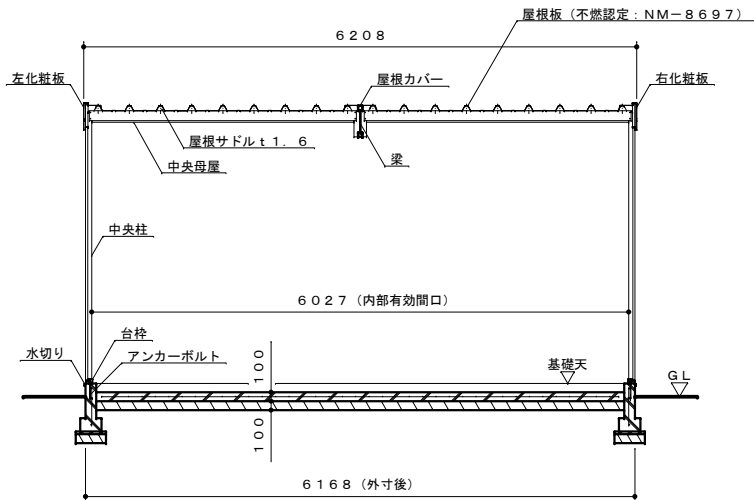 屋根板（不燃認定：NM－8697）
6208
左化粧板
屋根カバー
右化粧板
屋根サドルｔ1．6
中央母屋
梁
中央柱
6027（内部有効間口）
台枠
水切り
アンカーボルト
100
基礎天
GL
100
6168（外寸後）